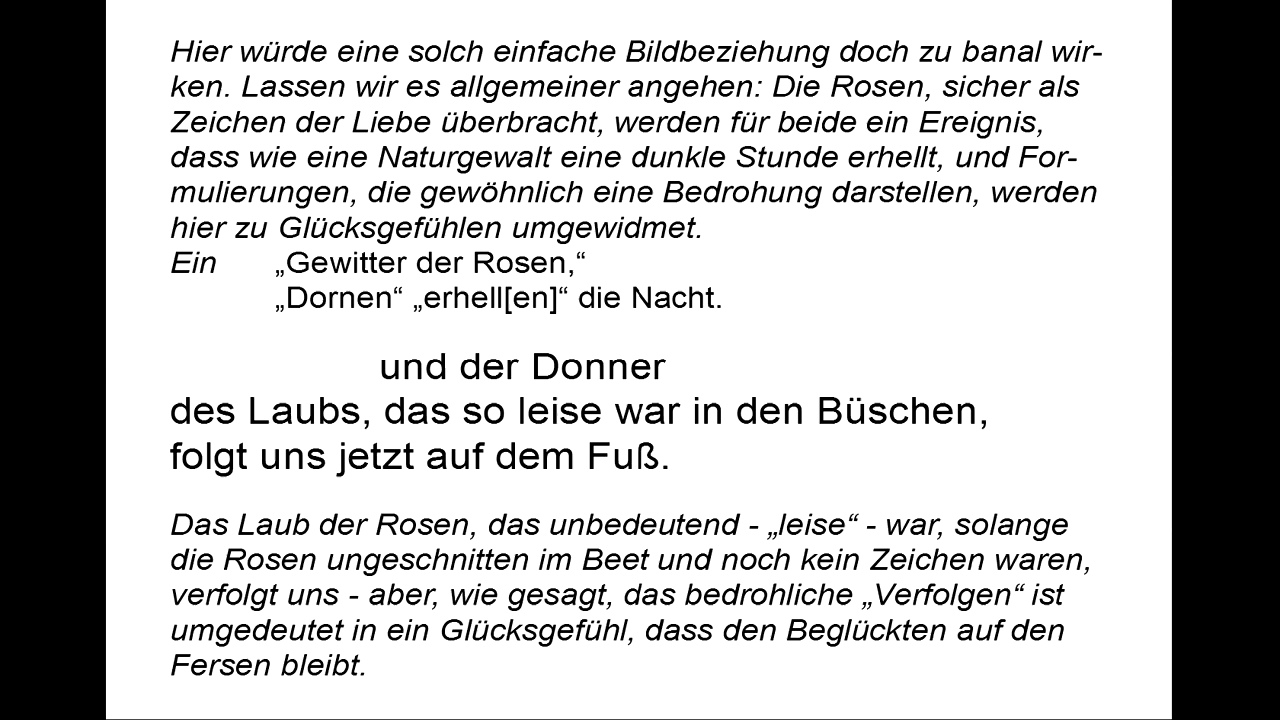 Hier würde eine solch einfache Bildbeziehung doch zu banal wir-
ken. Lassen wir es allgemeiner angehen: Die Rosen, sicher als
Zeichen der Liebe überbracht, werden für beide ein Ereignis,
dass wie eine Naturgewalt eine dunkle Stunde erhellt, und For-
mulierungen, die gewöhnlich eine Bedrohung darstellen, werden
hier zu Glücksgefühlen umgewidmet.
Ein „Gewitter der Rosen,“
„Dornen“ „erhell[en]“ die Nacht.
und der Donner
des Laubs, das so leise war in den Büschen,
folgt uns jetzt auf dem Fuß.
Das Laub der Rosen, das unbedeutend - „leise“ - war, solange
die Rosen ungeschnitten im Beet und noch kein Zeichen waren,
verfolgt uns - aber, wie gesagt, das bedrohliche „Verfolgen“ ist
umgedeutet in ein Glücksgefühl, dass den Beglückten auf den
Fersen bleibt.